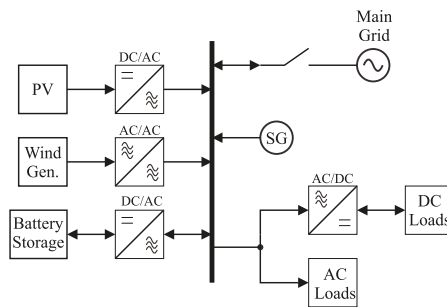 Main
Grid
DC/AC
PV
AC/AC
SG
Wind
Gen.
DC/AC
AC/DC
Battery
Storage
DC
Loads
AC
Loads